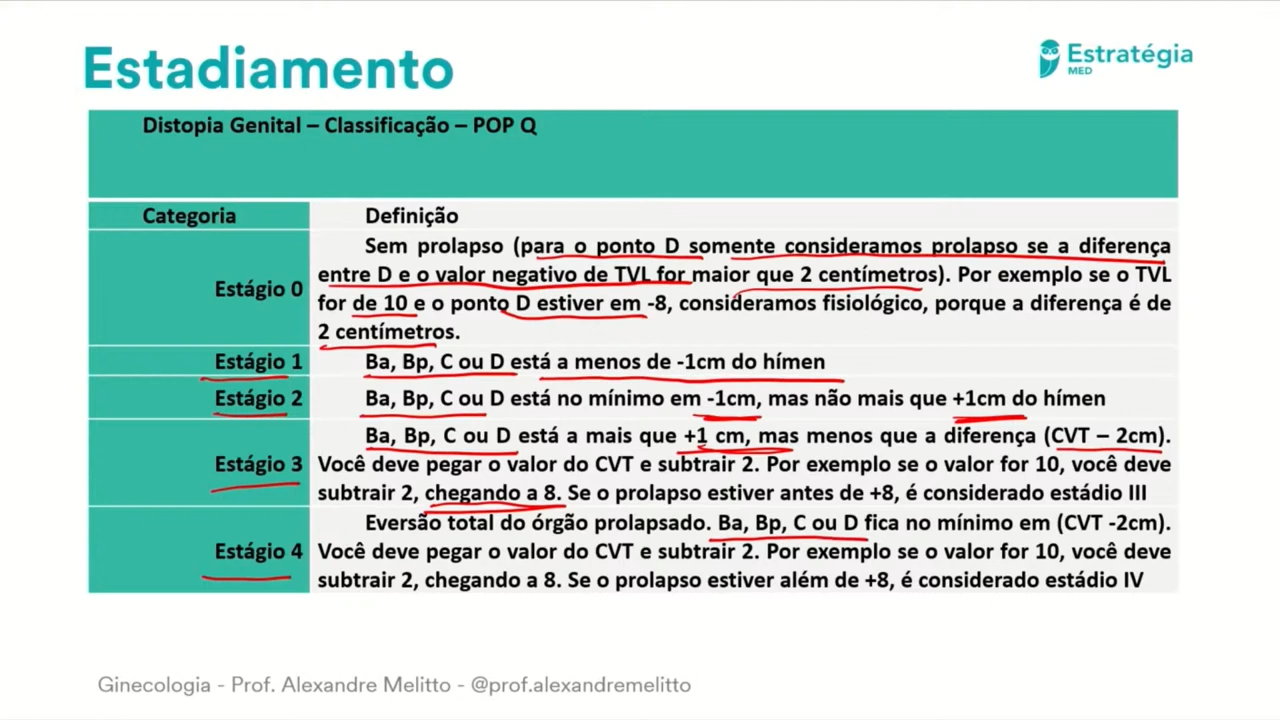 Estadiamento
Estratégia
MED
Distopia Genital – Classificação – POP Q
Categoria
Definição
Estágio 0
Sem prolapso (para o ponto D somente consideramos prolapso se a diferença
entre D e o valor negativo de TVL for maior que 2 centímetros). Por exemplo se o TVL
for de 10 e o ponto D estiver em -8, consideramos fisiológico, porque a diferença é de
2 centímetros.
Estágio 1
Ba, Bp, C ou D está a menos de -1cm do hímen
Estágio 2
Ba, Bp, C ou D está no mínimo em -1cm, mas não mais que +1cm do hímen
Estágio 3
Ba, Bp, C ou D está a mais que +1 cm, mas menos que a diferença (CVT – 2cm).
Você deve pegar o valor do CVT e subtrair 2. Por exemplo se o valor for 10, você deve
subtrair 2, chegando a 8. Se o prolapso estiver antes de +8, é considerado estádio III
Estágio 4
Eversão total do órgão prolapsado. Ba, Bp, C ou D fica no mínimo em (CVT -2cm).
Você deve pegar o valor do CVT e subtrair 2. Por exemplo se o valor for 10, você deve
subtrair 2, chegando a 8. Se o prolapso estiver além de +8, é considerado estádio IV
Ginecologia - Prof. Alexandre Melitto - @prof.alexandremelitto